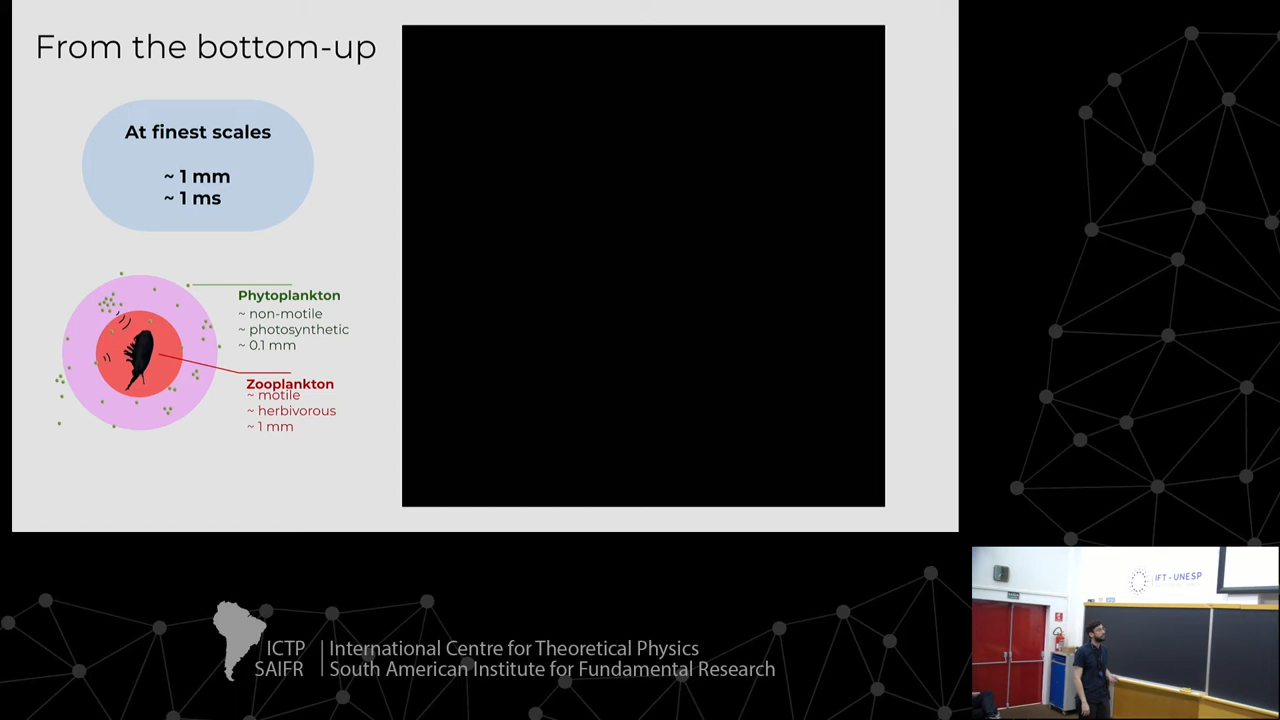 From the bottom-up
At finest scales
~ 1 mm
~ 1 ms
Phytoplankton
~ non-motile
~ photosynthetic
~ 0.1 mm
Zooplankton
~ motile
~ herbivorous
~ 1 mm
IFT - UNESP
ICTP
SAIFR
International Centre for Theoretical Physics
South American Institute for Fundamental Research